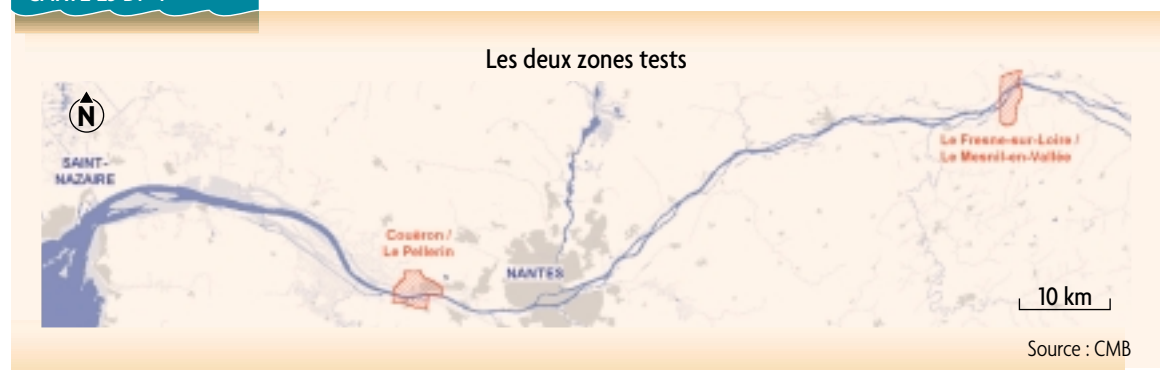 Les deux zones tests
N
SAINT-
NAZAIRE
Couëron /
Le Pellerin
NANTES
Le Fresne-sur-Loire /
Le Mesnil-en-Vallée
10 km
Source : CMB